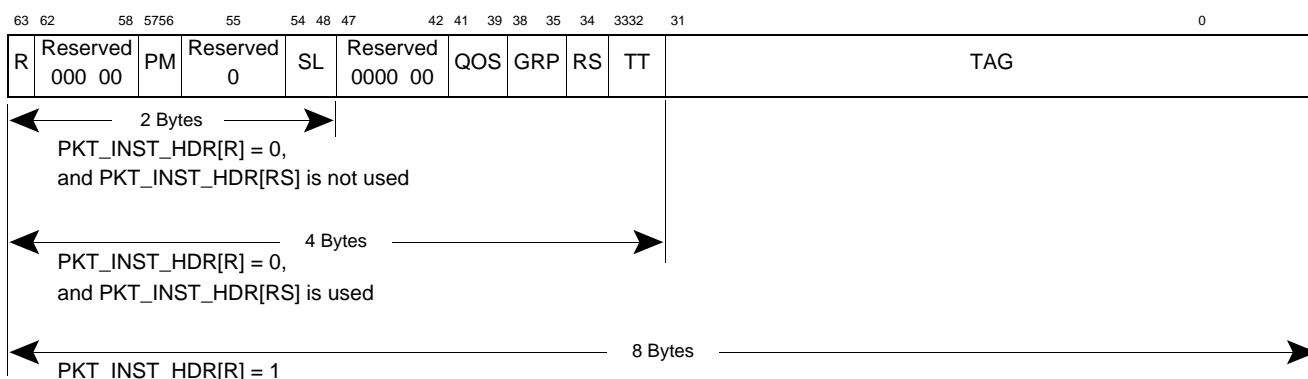 63 62 58 5756 55 54 48 47 42 41 39 38 35 34 3332 31 0
R Reserved 000 00 PM Reserved 0 SL Reserved 0000 00 QOS GRP RS TT TAG
2 Bytes
PKT_INST_HDR[R] = 0,
and PKT_INST_HDR[RS] is not used
4 Bytes
PKT_INST_HDR[R] = 0,
and PKT_INST_HDR[RS] is used
8 Bytes
PKT_INST_HDR[R] = 1